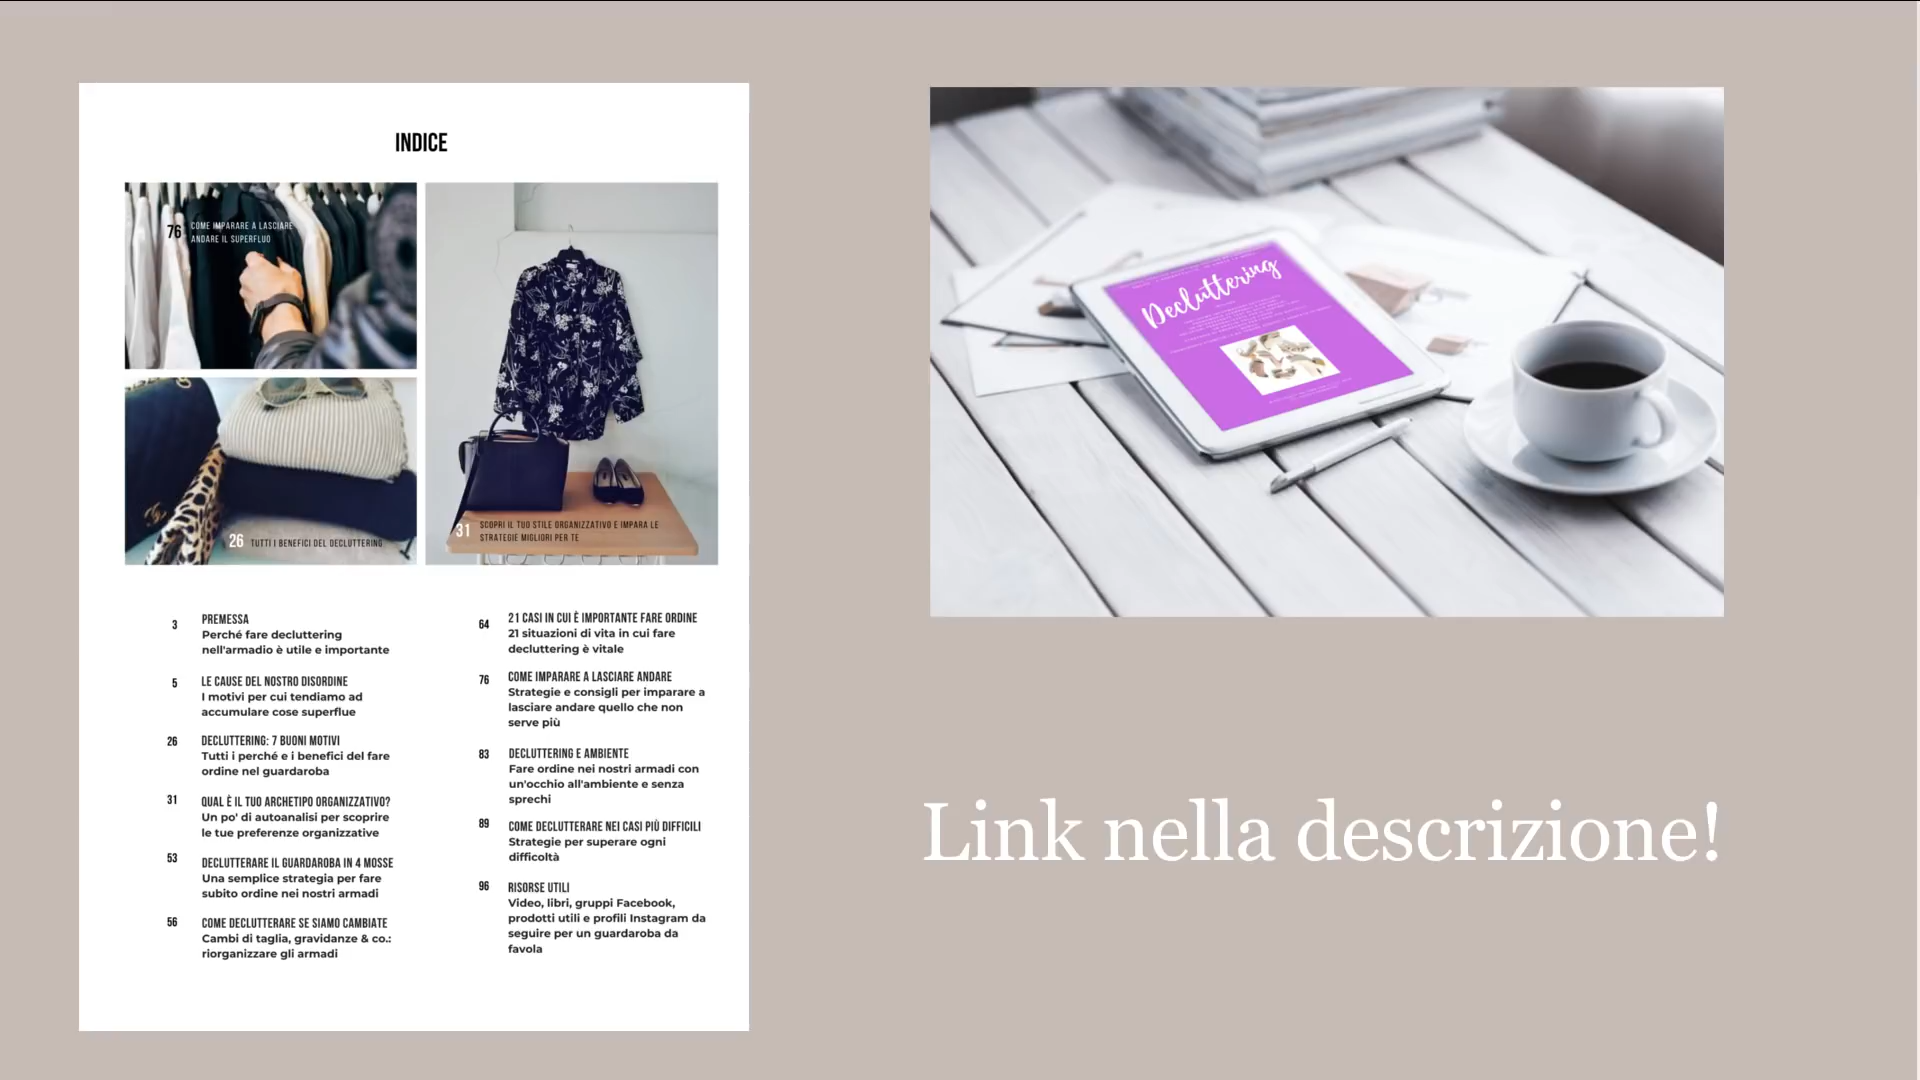 INDICE
76 COME IMPARARE A LASCIARE
ANDARE IL SUPERFLUO
26 TUTTI I BENEFICI DEL DECLUTTERING
31 SCOPRI IL TUO STILE ORGANIZZATIVO E IMPARA LE
STRATEGIE MIGLIORI PER TE
3 PREMESSA
Perché fare decluttering
nell'armadio è utile e importante
5 LE CAUSE DEL NOSTRO DISORDINE
I motivi per cui tendiamo ad
accumulare cose superflue
26 DECLUTTERING: 7 BUONI MOTIVI
Tutti i perché e i benefici del fare
ordine nel guardaroba
31 QUAL È IL TUO ARCHETIPO ORGANIZZATIVO?
Un po' di autoanalisi per scoprire
le tue preferenze organizzative
53 DECLUTTERARE IL GUARDAROBA IN 4 MOSSE
Una semplice strategia per fare
subito ordine nei nostri armadi
56 COME DECLUTTERARE SE SIAMO CAMBIATE
Cambi di taglia, gravidanze & co.:
riorganizzare gli armadi
64 21 CASI IN CUI È IMPORTANTE FARE ORDINE
21 situazioni di vita in cui fare
decluttering è vitale
76 COME IMPARARE A LASCIARE ANDARE
Strategie e consigli per imparare a
lasciare andare quello che non
serve più
83 DECLUTTERING E AMBIENTE
Fare ordine nei nostri armadi con
un'occhio all'ambiente e senza
sprechi
89 COME DECLUTTERARE NEI CASI PIÙ DIFFICILI
Strategie per superare ogni
difficoltà
96 RISORSE UTILI
Video, libri, gruppi Facebook,
prodotti utili e profili Instagram da
seguire per un guardaroba da
favola
Decluttering
Link nella descrizione!